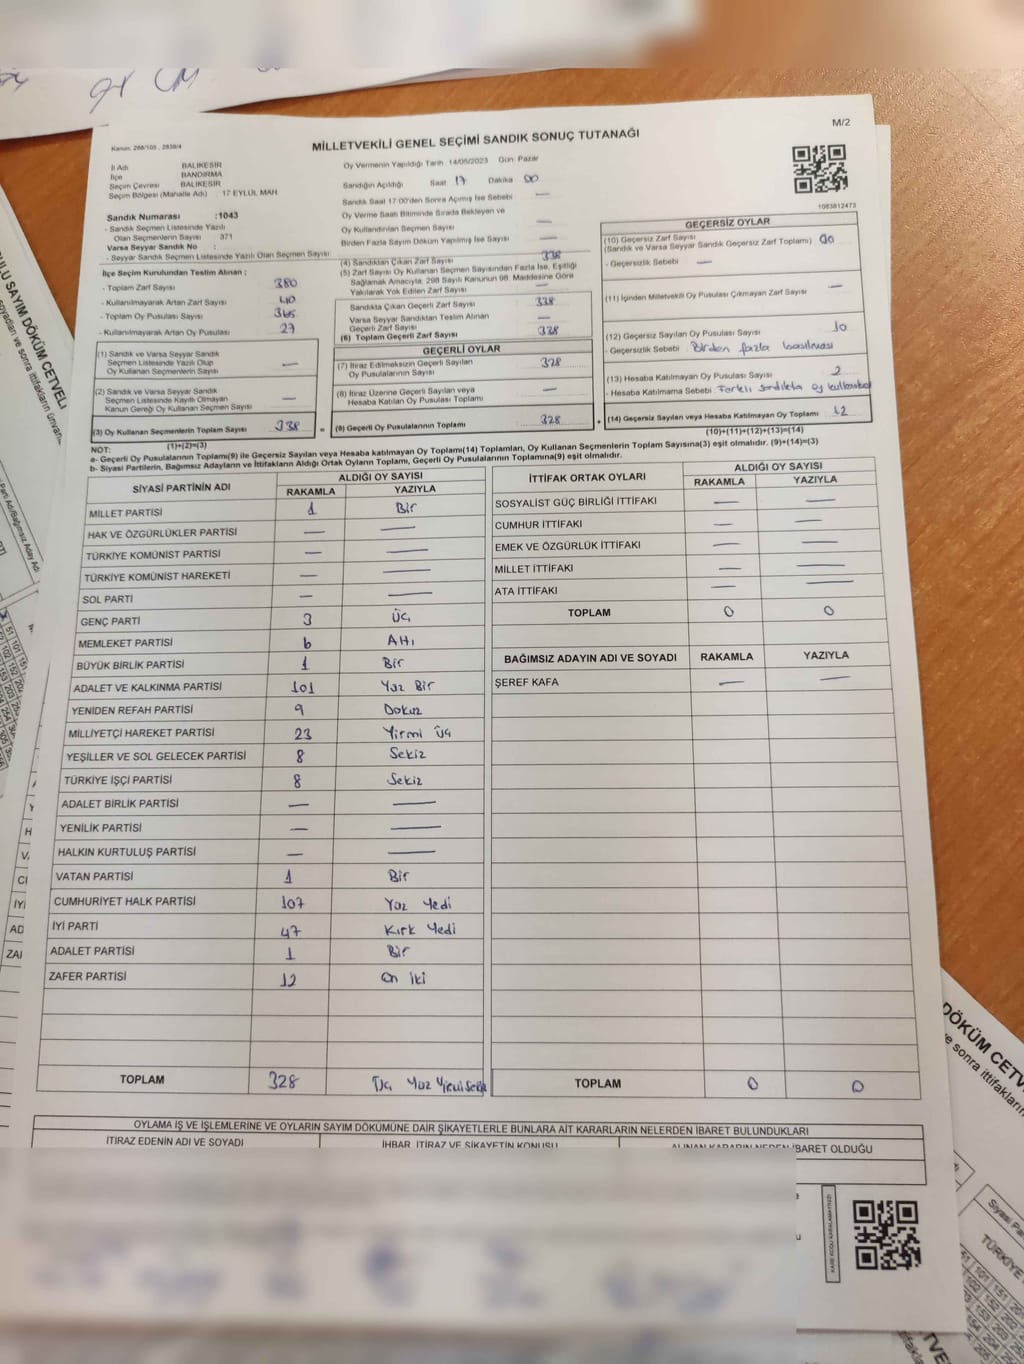 M/2
Kanun: 298/105 , 2839/4
MİLLETVEKİLİ GENEL SEÇİMİ SANDIK SONUÇ TUTANAĞI
İl Adı BALIKESİR
İlçe BANDIRMA
Seçim Çevresi BALIKESİR
Seçim Bölgesi (Mahalle Adı) : 17 EYLÜL MAH.
Sandık Numarası :1043
- Sandık Seçmen Listesinde Yazılı
Olan Seçmenlerin Sayısı 371
Varsa Seyyar Sandık No :
- Seyyar Sandık Seçmen Listesinde Yazılı Olan Seçmen Sayısı
İlçe Seçim Kurulundan Teslim Alınan :
- Toplam Zarf Sayısı 380
- Kullanılmayarak Artan Zarf Sayısı 40
- Toplam Oy Pusulası Sayısı 365
- Kullanılmayarak Artan Oy Pusulası 27
(1) Sandık ve Varsa Seyyar Sandık
Seçmen Listesinde Yazılı Olup
Oy Kullanan Seçmenlerin Sayısı —
(2) Sandık ve Varsa Seyyar Sandık
Seçmen Listesinde Kayıtlı Olmayan
Kanun Gereği Oy Kullanan Seçmen Sayısı —
(3) Oy Kullanan Seçmenlerin Toplam Sayısı 338
(1)+(2)=(3)
Oy Vermenin Yapıldığı Tarih 14/05/2023 Gün: Pazar
Sandığın Açıldığı Saat 17 Dakika 00
Sandık Saat 17:00'den Sonra Açımış İse Sebebi —
Oy Verme Saati Bitiminde Sırada Bekleyen ve
Oy Kullandırılan Seçmen Sayısı —
Birden Fazla Sayım Döküm Yapılmış İse Sayısı —
(4) Sandıktan Çıkan Zarf Sayısı 338
(5) Zarf Sayısı Oy Kullanan Seçmen Sayısından Fazla İse, Eşitliği
Sağlamak Amacıyla, 298 Sayılı Kanunun 98. Maddesine Göre
Yakılarak Yok Edilen Zarf Sayısı —
Sandıkta Çıkan Geçerli Zarf Sayısı 338
Varsa Seyyar Sandıktan Teslim Alınan
Geçerli Zarf Sayısı —
(6) Toplam Geçerli Zarf Sayısı 328
GEÇERLİ OYLAR
(7) İtiraz Edilmeksizin Geçerli Sayılan
Oy Pusulalarının Sayısı 328
(8) İtiraz Üzerine Geçerli Sayılan veya
Hesaba Katılan Oy Pusulası Toplamı —
= (9) Geçerli Oy Pusulalarının Toplamı 328
1083812473
GEÇERSİZ OYLAR
(10) Geçersiz Zarf Sayısı
(Sandık ve Varsa Seyyar Sandık Geçersiz Zarf Toplamı)
- Geçersizlik Sebebi —
(11) İçinden Milletvekili Oy Pusulası Çıkmayan Zarf Sayısı —
(12) Geçersiz Sayılan Oy Pusulası Sayısı 10
- Geçersizlik Sebebi Birden fazla basılması
(13) Hesaba Katılmayan Oy Pusulası Sayısı 2
- Hesaba Katılmama Sebebi Farklı sandıkta oy
+ (14) Geçersiz Sayılan veya Hesaba Katılmayan Oy Toplamı 12
(10)+(11)+(12)+(13)=(14)
NOT:
a- Geçerli Oy Pusulalarının Toplamı(9) ile Geçersiz Sayılan veya Hesaba katılmayan Oy Toplamı(14) Toplamları, Oy Kullanan Seçmenlerin Toplam Sayısına(3) eşit olmalıdır. (9)+(14)=(3)
b- Siyasi Partilerin, Bağımsız Adayların ve İttifakların Aldığı Ortak Oyların Toplamı, Geçerli Oy Pusulalarının Toplamına(9) eşit olmalıdır.
SİYASİ PARTİNİN ADI ALDIĞI OY SAYISI
RAKAMLA YAZIYLA
MİLLET PARTİSİ 1 Bir
HAK VE ÖZGÜRLÜKLER PARTİSİ — —
TÜRKİYE KOMÜNİST PARTİSİ — —
TÜRKİYE KOMÜNİST HAREKETİ — —
SOL PARTİ — —
GENÇ PARTİ 3 Üç
MEMLEKET PARTİSİ 6 Altı
BÜYÜK BİRLİK PARTİSİ 1 Bir
ADALET VE KALKINMA PARTİSİ 101 Yüz Bir
YENİDEN REFAH PARTİSİ 9 Dokuz
MİLLİYETÇİ HAREKET PARTİSİ 23 Yirmi Üç
YEŞİLLER VE SOL GELECEK PARTİSİ 8 Sekiz
TÜRKİYE İŞÇİ PARTİSİ 8 Sekiz
ADALET BİRLİK PARTİSİ — —
YENİLİK PARTİSİ — —
HALKIN KURTULUŞ PARTİSİ — —
VATAN PARTİSİ 1 Bir
CUMHURİYET HALK PARTİSİ 107 Yüz Yedi
İYİ PARTİ 47 Kırk Yedi
ADALET PARTİSİ 1 Bir
ZAFER PARTİSİ 12 On iki
TOPLAM 328 Üç Yüz Yirmi Sekiz
İTTİFAK ORTAK OYLARI ALDIĞI OY SAYISI
RAKAMLA YAZIYLA
SOSYALİST GÜÇ BİRLİĞİ İTTİFAKI — —
CUMHUR İTTİFAKI — —
EMEK VE ÖZGÜRLÜK İTTİFAKI — —
MİLLET İTTİFAKI — —
ATA İTTİFAKI — —
TOPLAM 0 0
BAĞIMSIZ ADAYIN ADI VE SOYADI RAKAMLA YAZIYLA
ŞEREF KAFA — —
TOPLAM 0 0
OYLAMA İŞ VE İŞLEMLERİNE VE OYLARIN SAYIM DÖKÜMÜNE DAİR ŞİKAYETLERLE BUNLARA AİT KARARLARIN NELERDEN İBARET BULUNDUKLARI
İTİRAZ EDENİN ADI VE SOYADI İHBAR, İTİRAZ VE ŞİKAYETİN KONUSU ALINAN KARARIN NEDEN İBARET OLDUĞU
KARE KODU KARALAMAYINIZ!